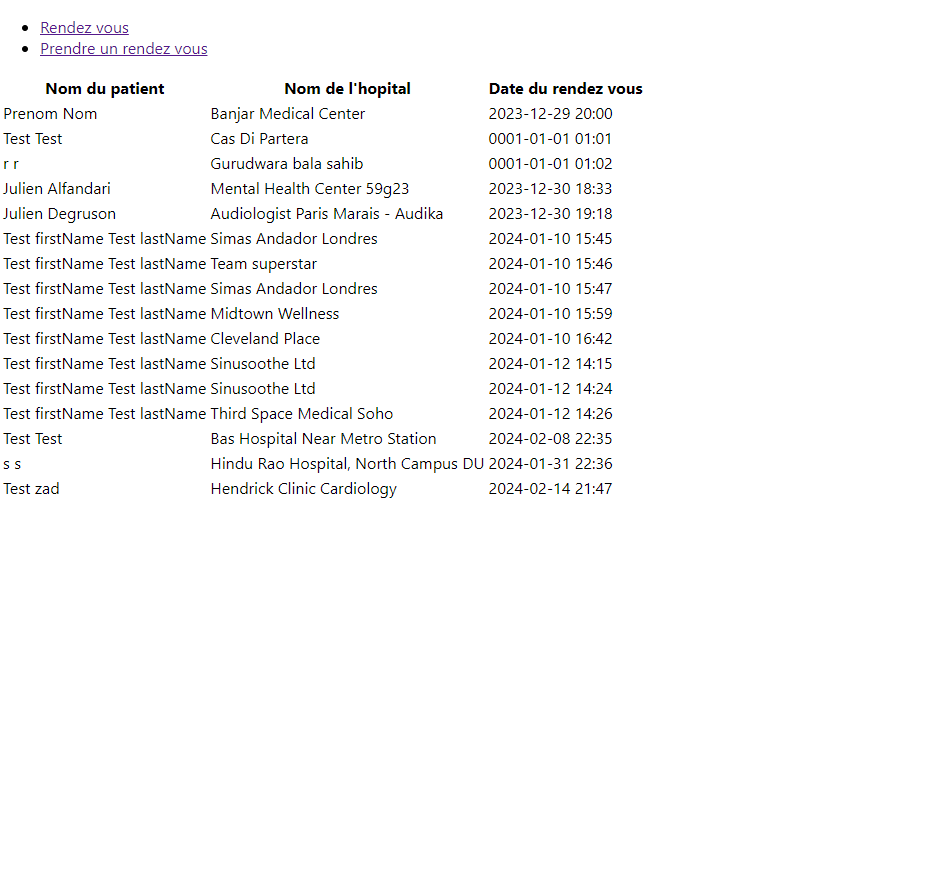 Rendez vous
Prendre un rendez vous
Nom du patient Nom de l'hopital Date du rendez vous
Prenom Nom Banjar Medical Center 2023-12-29 20:00
Test Test Cas Di Partera 0001-01-01 01:01
r r Gurudwara bala sahib 0001-01-01 01:02
Julien Alfandari Mental Health Center 59g23 2023-12-30 18:33
Julien Degruson Audiologist Paris Marais - Audika 2023-12-30 19:18
Test firstName Test lastName Simas Andador Londres 2024-01-10 15:45
Test firstName Test lastName Team superstar 2024-01-10 15:46
Test firstName Test lastName Simas Andador Londres 2024-01-10 15:47
Test firstName Test lastName Midtown Wellness 2024-01-10 15:59
Test firstName Test lastName Cleveland Place 2024-01-10 16:42
Test firstName Test lastName Sinusoothe Ltd 2024-01-12 14:15
Test firstName Test lastName Sinusoothe Ltd 2024-01-12 14:24
Test firstName Test lastName Third Space Medical Soho 2024-01-12 14:26
Test Test Bas Hospital Near Metro Station 2024-02-08 22:35
s s Hindu Rao Hospital, North Campus DU 2024-01-31 22:36
Test zad Hendrick Clinic Cardiology 2024-02-14 21:47